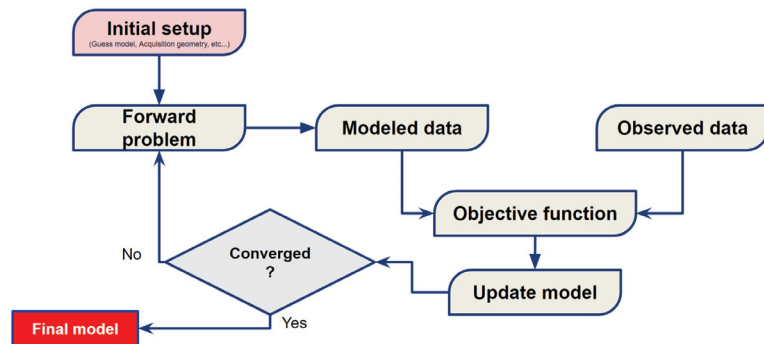 Initial setup
(Guess model, Acquisition geometry, etc...)
Forward
problem
Modeled data
Observed data
Objective function
No
Converged
?
Update model
Yes
Final model